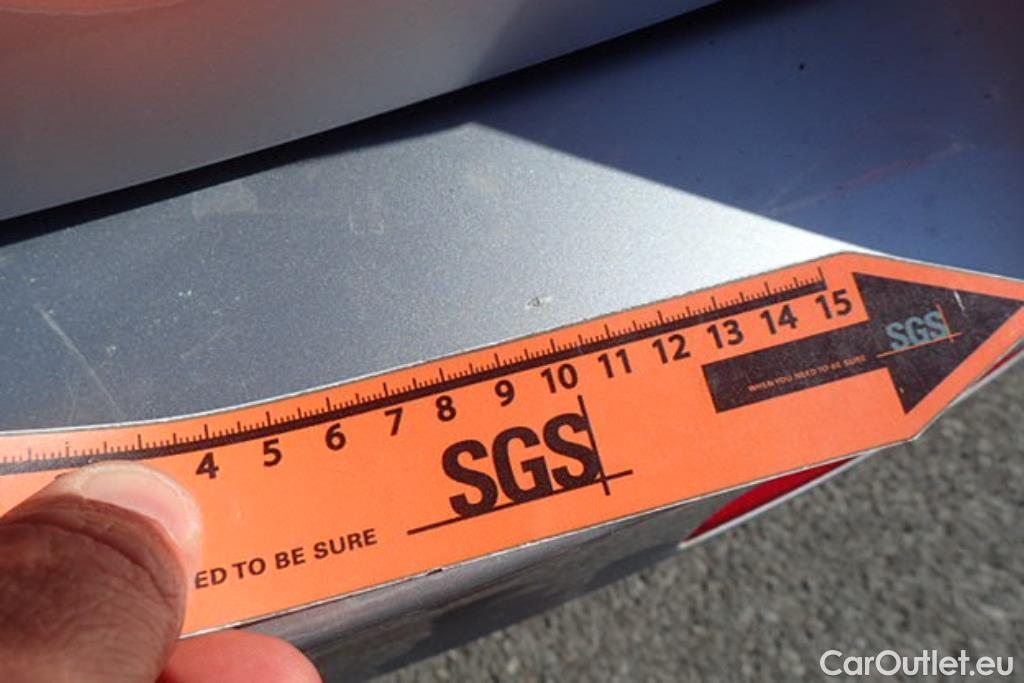 4 5 6 7 8 9 10 11 12 13 14 15
SGS
WHEN YOU NEED TO BE SURE
SGS
ED TO BE SURE
CarOutlet.eu